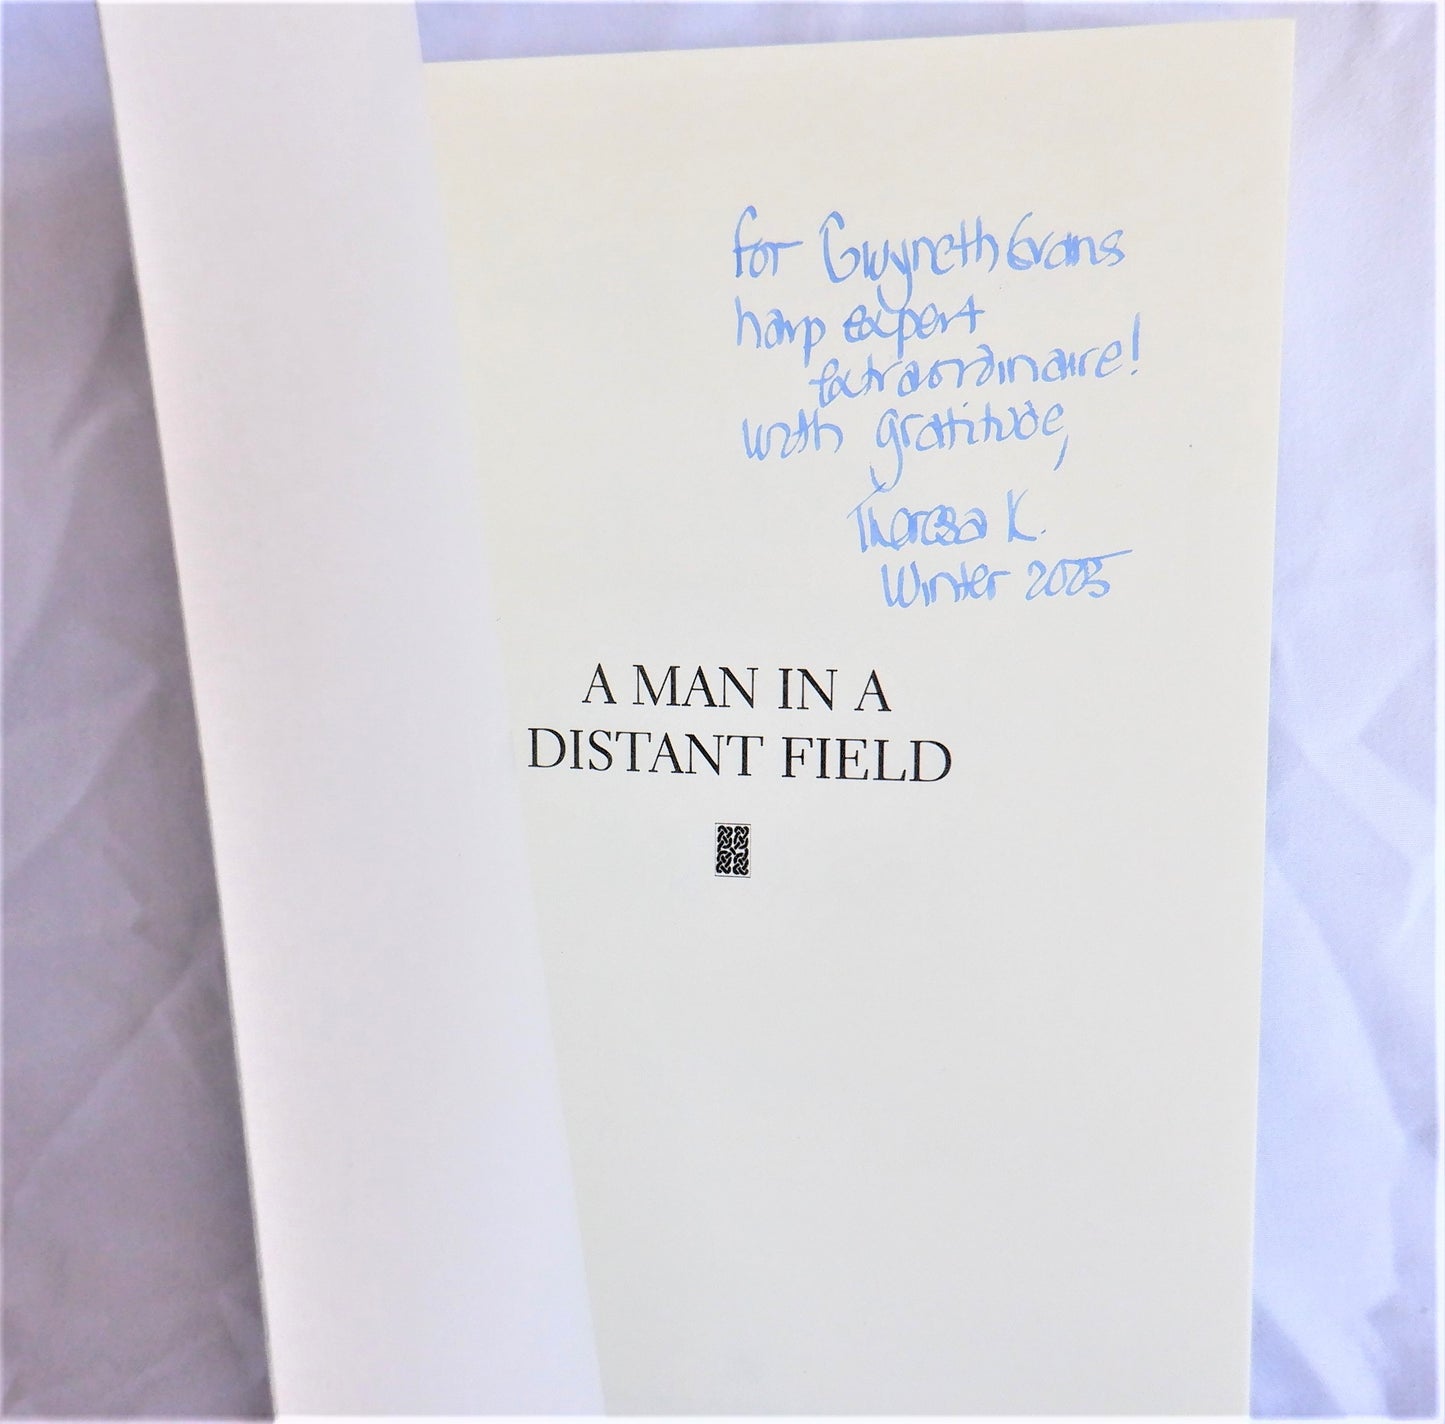 for Gwyneth Evans
harp expert
extraordinaire!
with gratitude,
Theresa K.
Winter 2005
A MAN IN A
DISTANT FIELD